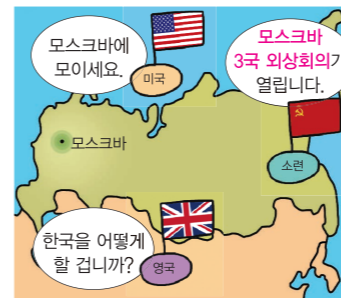 모스크바에
모이세요.
미국
모스크바
3국 외상회의가
열립니다.
모스크바
소련
한국을 어떻게
할 겁니까?
영국